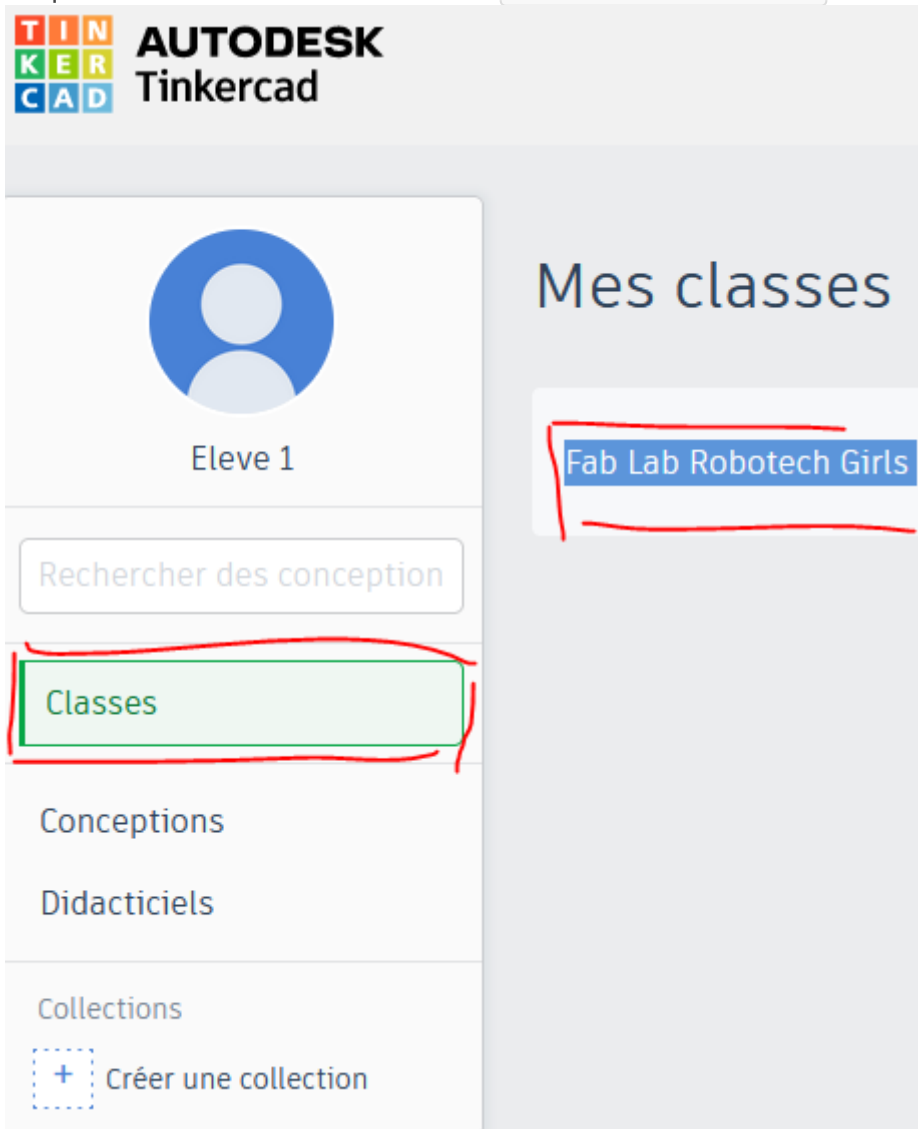 TIN
KER
CAD
AUTODESK
Tinkercad
Eleve 1
Rechercher des conception
Classes
Conceptions
Didacticiels
Collections
+ Créer une collection
Mes classes
Fab Lab Robotech Girls